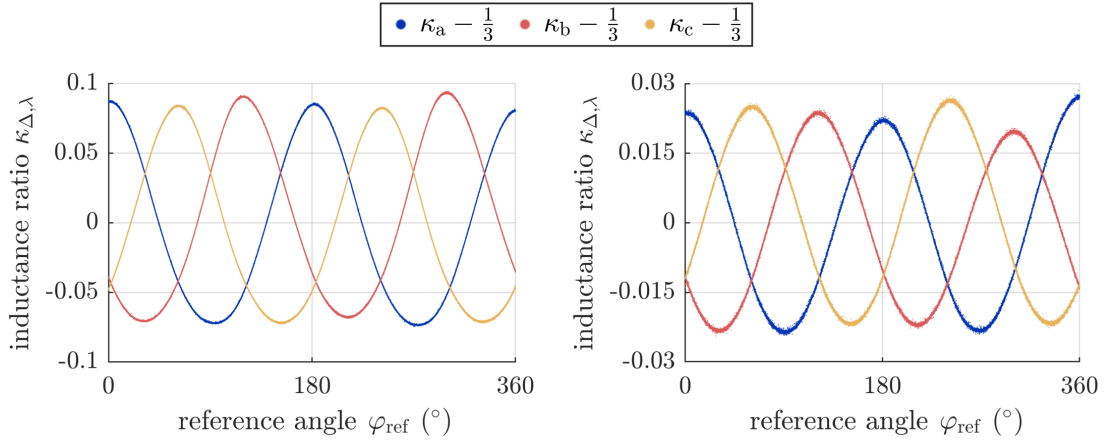 κa − 1/3 κb − 1/3 κc − 1/3
inductance ratio κΔ,λ
0.1
0.05
0
-0.05
-0.1
0 180 360
reference angle φref (°)
inductance ratio κΔ,λ
0.03
0.015
0
-0.015
-0.03
0 180 360
reference angle φref (°)